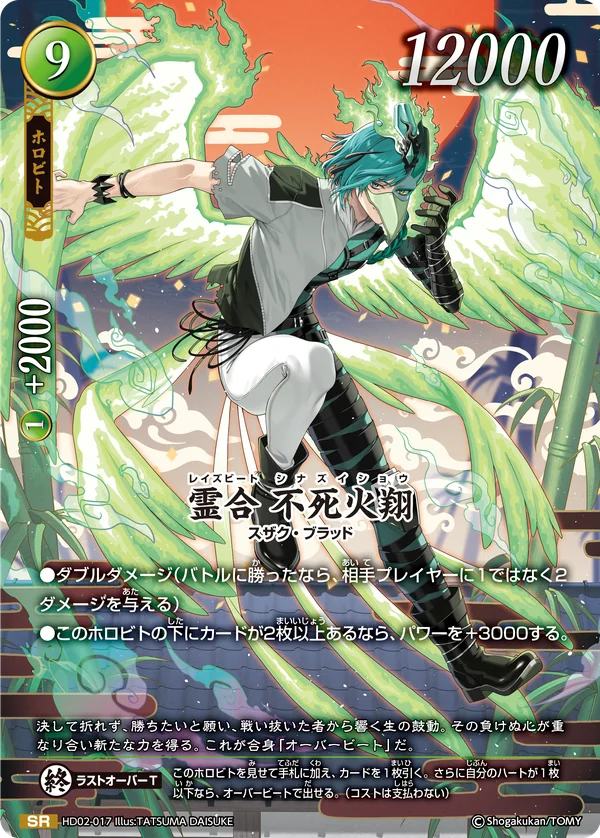 9
12000
ホロビト
+2000
1
レイズビート シナズイショウ
霊合 不死火翔
スザク・ブラッド
●ダブルダメージ(バトルに勝ったなら、相手プレイヤーに1ではなく2
ダメージを与える)
●このホロビトの下にカードが2枚以上あるなら、パワーを+3000する。
決して折れず、勝ちたいと願い、戦い抜いた者から響く生の鼓動。その負けぬ心が重
なり合い新たな力を得る。これが合身「オーバービート」だ。
終 ラストオーバーT
このホロビトを見せて手札に加え、カードを1枚引く。さらに自分のハートが1枚
以下なら、オーバービートで出せる。(コストは支払わない)
SR HD02-017 Illus:TATSUMA DAISUKE
© Shogakukan/TOMY